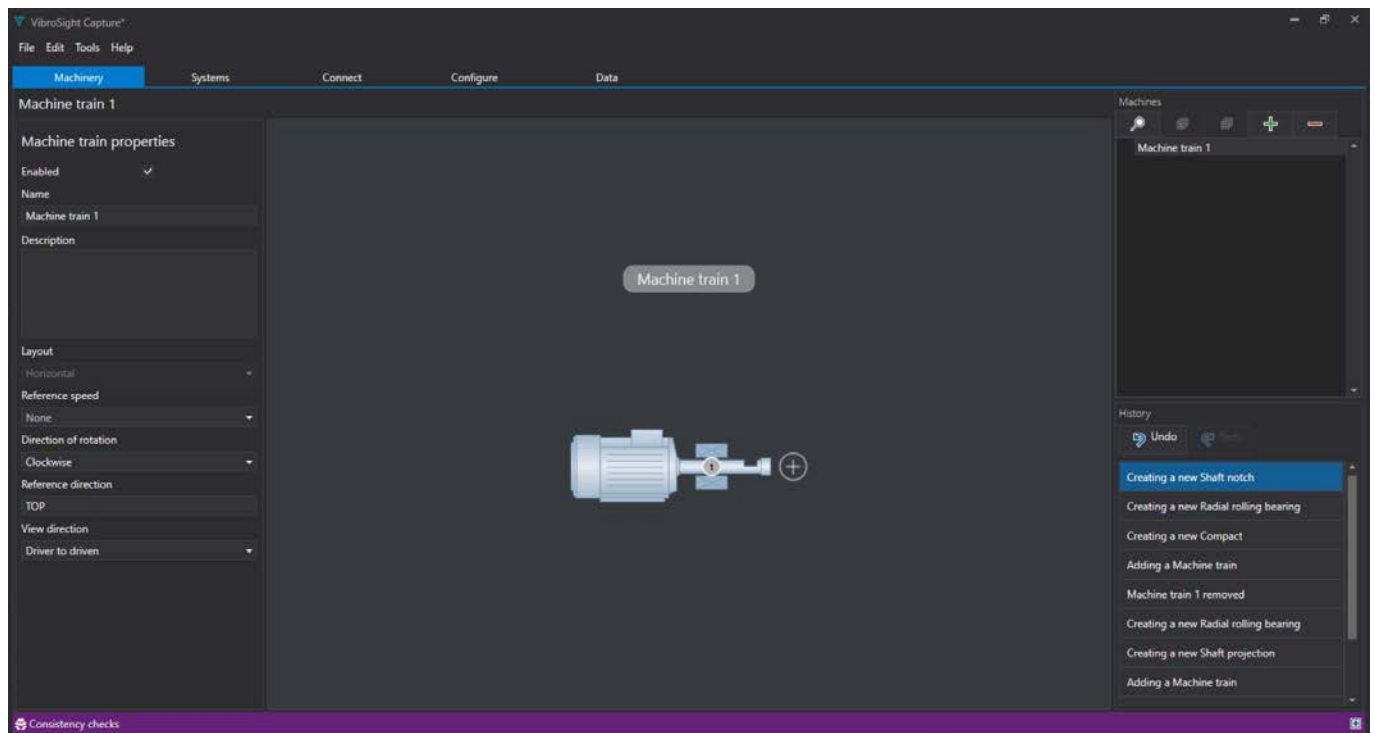 VibroSight Capture*
File Edit Tools Help
Machinery Systems Connect Configure Data
Machine train 1
Machine train properties
Enabled
Name
Machine train 1
Description
Layout
Horizontal
Reference speed
None
Direction of rotation
Clockwise
Reference direction
TOP
View direction
Driver to driven
Machine train 1
1
Machines
Machine train 1
History
Undo
Creating a new Shaft notch
Creating a new Radial rolling bearing
Creating a new Compact
Adding a Machine train
Machine train 1 removed
Creating a new Radial rolling bearing
Creating a new Shaft projection
Adding a Machine train
Consistency checks